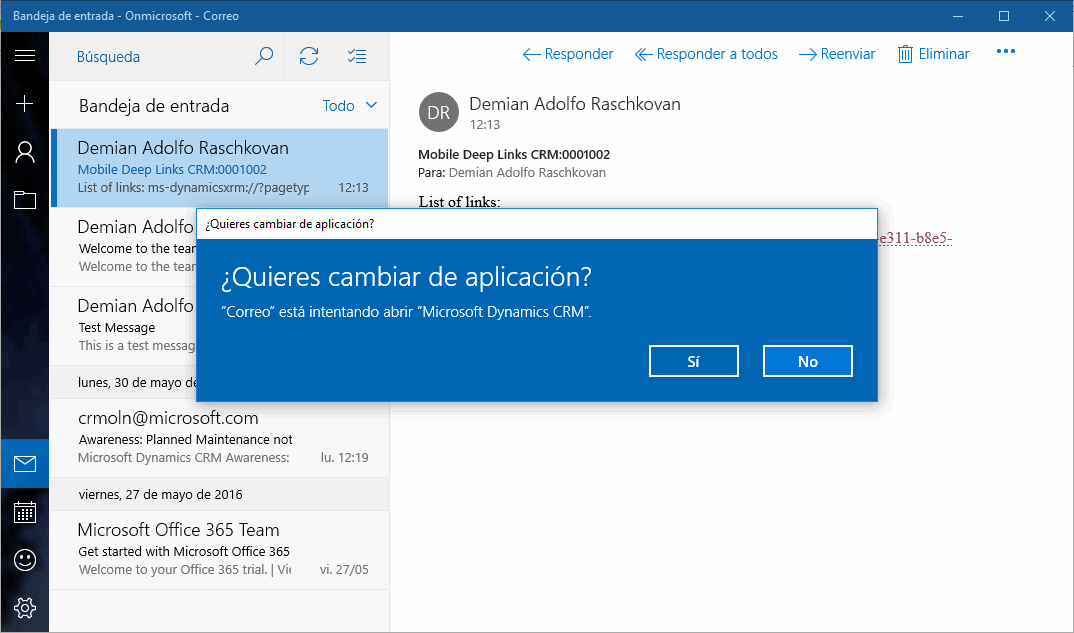 Bandeja de entrada - Onmicrosoft - Correo
Búsqueda
Responder
Responder a todos
Reenviar
Eliminar
Bandeja de entrada
Todo
Demian Adolfo Raschkovan
Mobile Deep Links CRM:0001002
List of links: ms-dynamicsxrm://?pagetyp
12:13
Demian Adolfo
Welcome to the team
Welcome to the team
Demian Adolfo
Test Message
This is a test messag
lunes, 30 de mayo de
crmoln@microsoft.com
Awareness: Planned Maintenance not
Microsoft Dynamics CRM Awareness:
lu. 12:19
viernes, 27 de mayo de 2016
Microsoft Office 365 Team
Get started with Microsoft Office 365
Welcome to your Office 365 trial. | Vie
vi. 27/05
DR
Demian Adolfo Raschkovan
12:13
Mobile Deep Links CRM:0001002
Para: Demian Adolfo Raschkovan
List of links:
e311-b8e5-
¿Quieres cambiar de aplicación?
¿Quieres cambiar de aplicación?
"Correo" está intentando abrir "Microsoft Dynamics CRM".
Sí
No